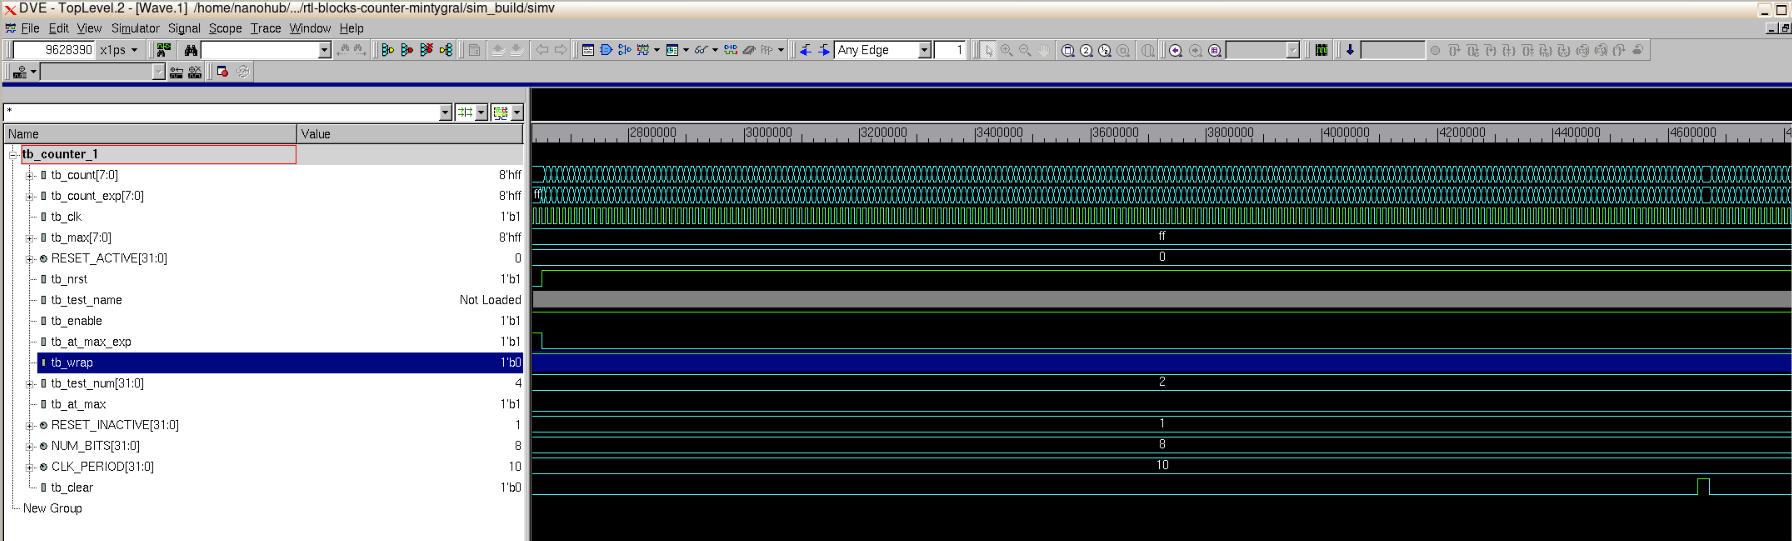 DVE - TopLevel.2 - [Wave.1] /home/nanohub/.../rtl-blocks-counter-mintygral/sim_build/simv
File Edit View Simulator Signal Scope Trace Window Help
9628390 x1ps Any Edge 1
*
Name Value
2800000 3000000 3200000 3400000 3600000 3800000 4000000 4200000 4400000 4600000
tb_counter_1
tb_count[7:0] 8'hff
tb_count_exp[7:0] 8'hff ff
tb_clk 1'b1
tb_max[7:0] 8'hff ff
RESET_ACTIVE[31:0] 0 0
tb_nrst 1'b1
tb_test_name Not Loaded
tb_enable 1'b1
tb_at_max_exp 1'b1
tb_wrap 1'b0
tb_test_num[31:0] 4 2
tb_at_max 1'b1
RESET_INACTIVE[31:0] 1 1
NUM_BITS[31:0] 8 8
CLK_PERIOD[31:0] 10 10
tb_clear 1'b0
New Group